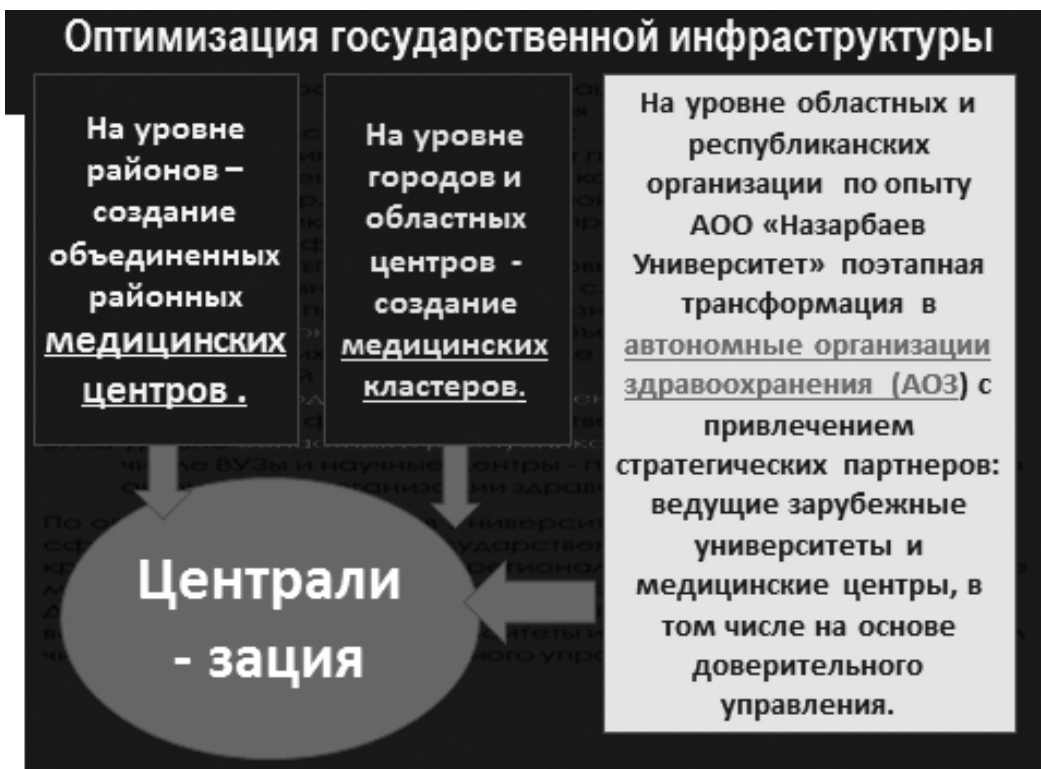 Оптимизация государственной инфраструктуры
На уровне
районов –
создание
объединенных
районных
медицинских
центров .
На уровне
городов и
областных
центров -
создание
медицинских
кластеров.
На уровне областных и
республиканских
организации по опыту
АОО «Назарбаев
Университет» поэтапная
трансформация в
автономные организации
здравоохранения (АОЗ) с
привлечением
стратегических партнеров:
ведущие зарубежные
университеты и
медицинские центры, в
том числе на основе
доверительного
управления.
Централи
- зация